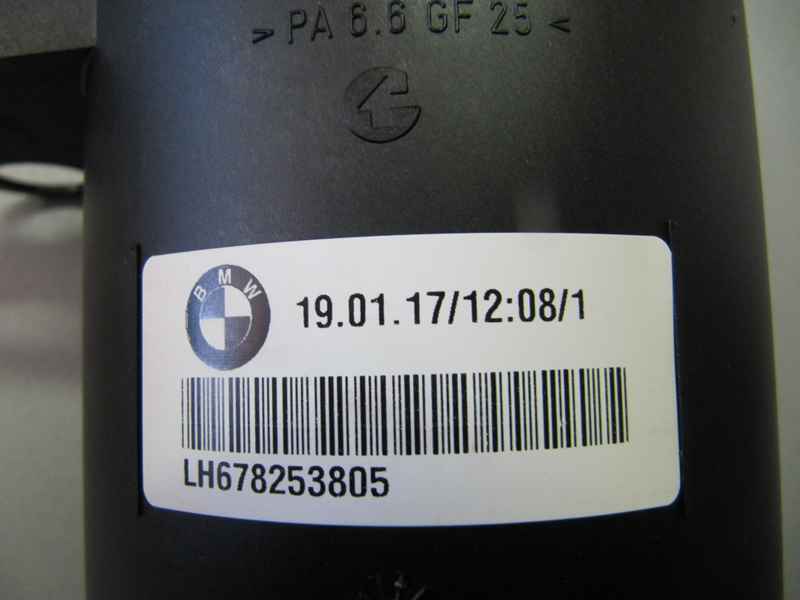 > PA 6.6 GF 25 <
BMW
19.01.17/12:08/1
LH678253805